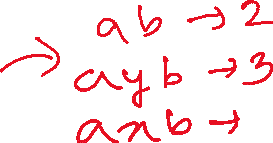 ab → 2
→ ayb → 3
axb →